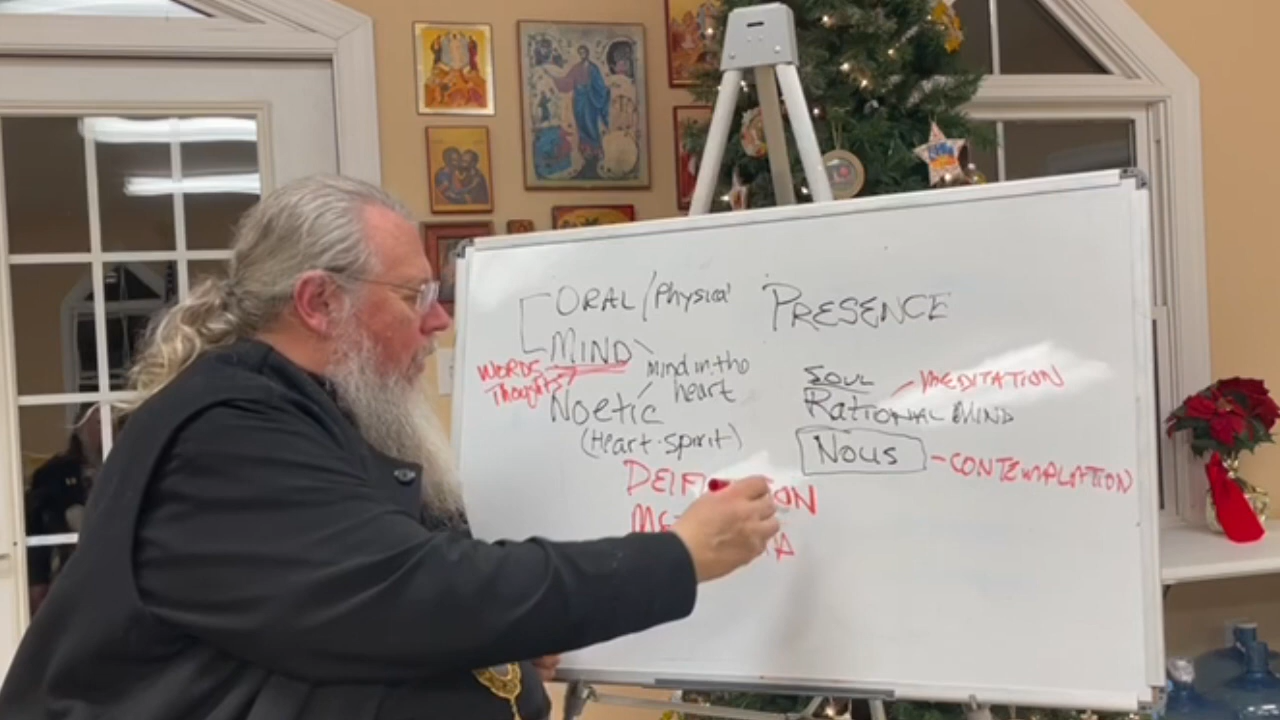 ORAL/Physical
PRESENCE
MIND
WORDS
Thoughts
mind in the
heart
Noetic
(Heart-spirit)
SOUL
MEDITATION
RATIONAL MIND
NOUS
-CONTEMPLATION